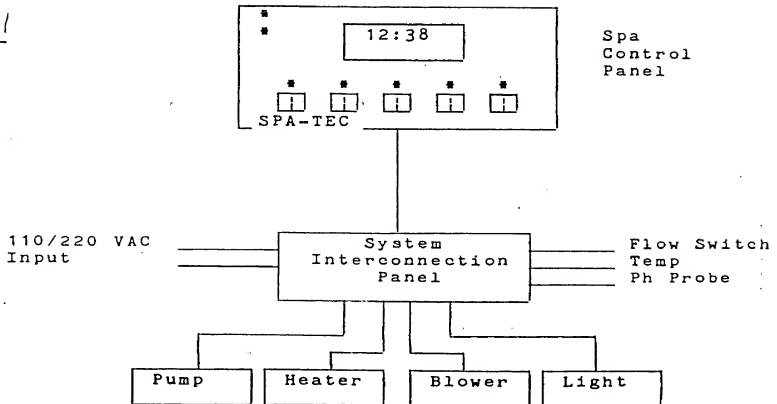 12:38
Spa
Control
Panel
SPA-TEC
110/220 VAC
Input
System
Interconnection
Panel
Flow Switch
Temp
Ph Probe
Pump
Heater
Blower
Light